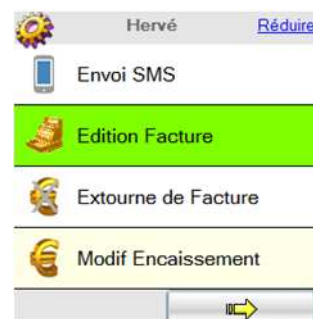 Hervé Réduire
Envoi SMS
Edition Facture
Extourne de Facture
Modif Encaissement